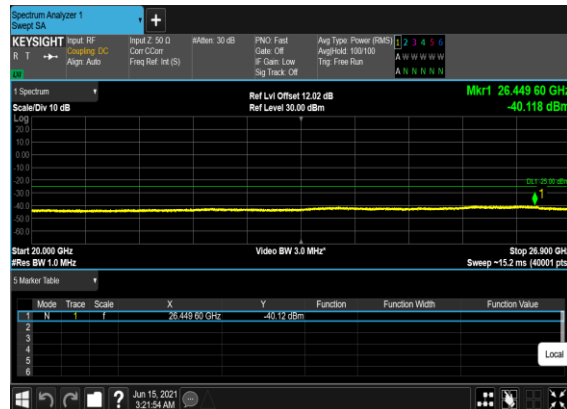 Spectrum Analyzer 1
Swept SA
+
KEYSIGHT Input: RF Input Z: 50 Ω #Atten: 30 dB PNO: Fast Avg Type: Power (RMS) 1 2 3 4 5 6
R T Coupling: DC Corr CCorr Gate: Off Avg|Hold: 100/100 A W W W W W
Align: Auto Freq Ref: Int (S) IF Gain: Low Trig: Free Run
Sig Track: Off A N N N N N
1 Spectrum Ref Lvl Offset 12.02 dB Mkr1 26.449 60 GHz
Scale/Div 10 dB Ref Level 30.00 dBm -40.118 dBm
Log
20.0
10.0
0.00
-10.0
-20.0
DL1 -25.00 dBm
-30.0
1
-40.0
-50.0
-60.0
Start 20.000 GHz Video BW 3.0 MHz* Stop 26.900 GHz
#Res BW 1.0 MHz Sweep ~15.2 ms (40001 pts)
5 Marker Table
Mode Trace Scale X Y Function Function Width Function Value
1 N 1 f 26.449 60 GHz -40.12 dBm
2
3
4
5
6
Local
? Jun 15, 2021
3:21:54 AM